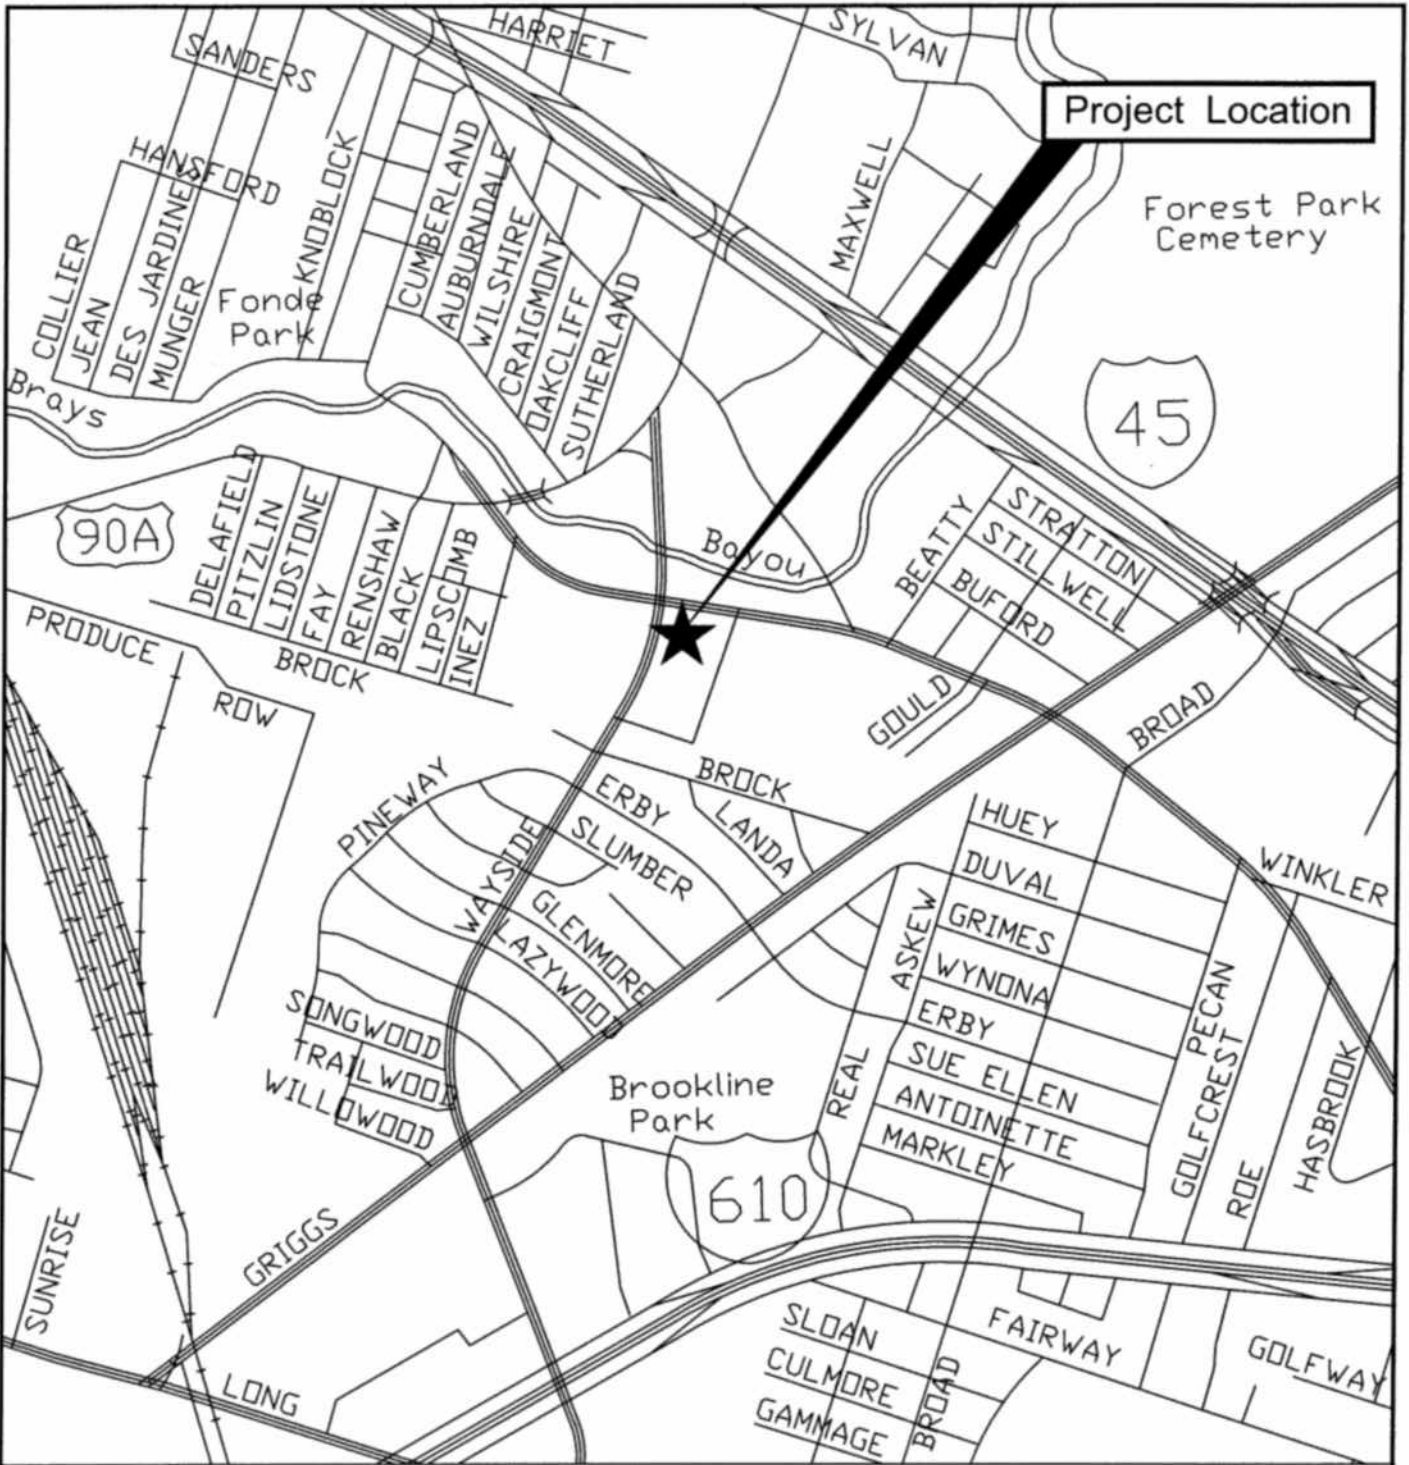 HARRIET
SYLVAN
SANDERS
Project Location
HANSFORD
KNOBLOCK
CUMBERLAND
AUBURNDALE
WILSHIRE
CRAIGMONT
OAKCLIFF
SUTHERLAND
MAXWELL
Forest Park
Cemetery
COLLIER
JEAN
DES JARDINES
MUNGER
Fonde
Park
Brays
45
90A
DELAFIELD
PITZLIN
LIDSTONE
FAY
RENSHAW
BLACK
LIPSCOMB
INEZ
Bayou
BEATTY
STRATTON
STILLWELL
BUFORD
PRODUCE
ROW
BROCK
GOULD
BROAD
PINEWAY
WAYSIDE
ERBY
SLUMBER
BROCK
LANDA
GLENMORE
LAZYWOOD
HUEY
DUVAL
GRIMES
WYNONA
ERBY
SUE ELLEN
ANTOINETTE
MARKLEY
ASKEW
REAL
WINKLER
PECAN
GOLFCREST
ROE
HASBROOK
SONGWOOD
TRAILWOOD
WILLOWOOD
Brookline
Park
610
GRIGGS
SUNRISE
LONG
SLOAN
CULMORE
GAMMAGE
BROAD
FAIRWAY
GOLFWAY